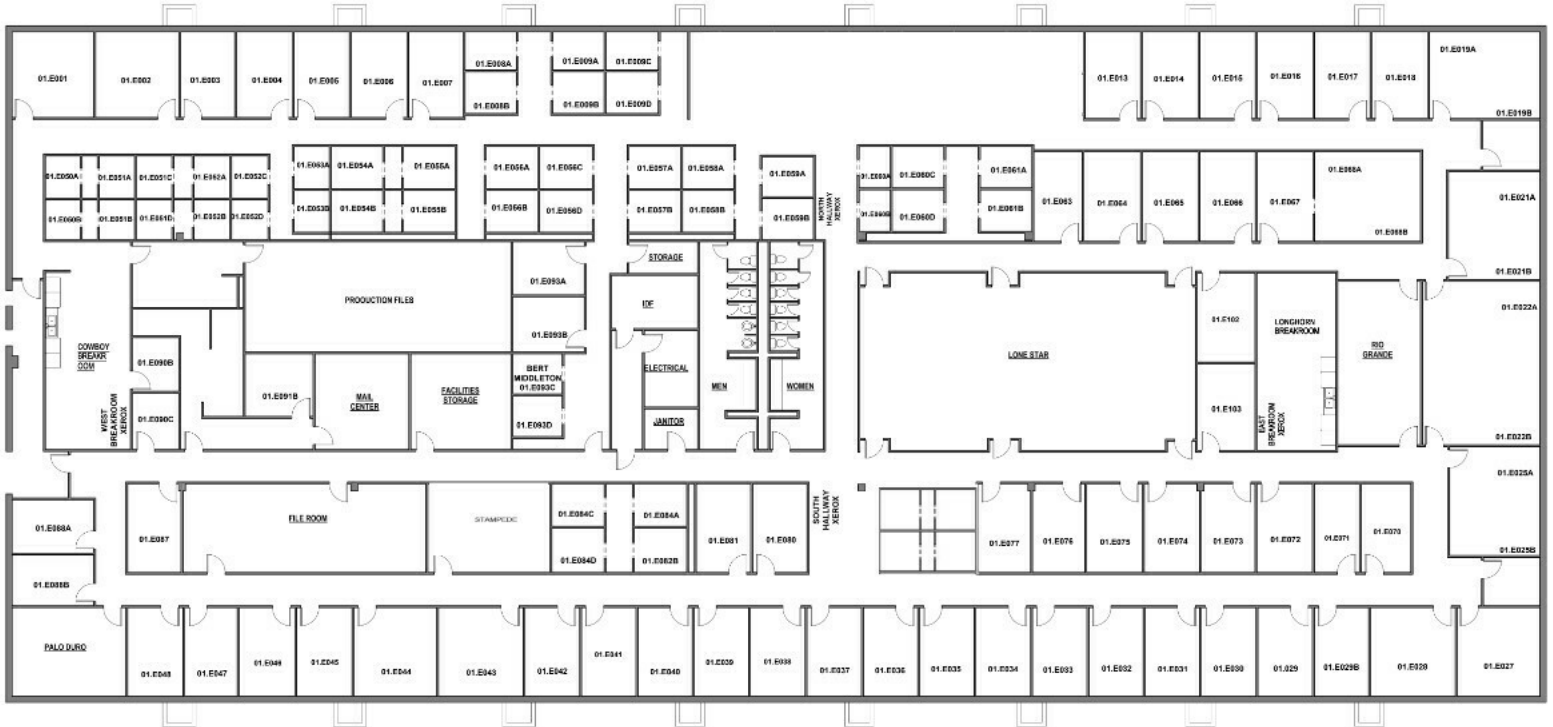 01.E001
01.E002
01.E003
01.E004
01.E005
01.E006
01.E007
01.E008A
01.E008B
01.E009A
01.E009C
01.E009B
01.E009D
01.E013
01.E014
01.E015
01.E016
01.E017
01.E018
01.E019A
01.E019B
01.E050A
01.E051A
01.E051C
01.E052A
01.E052C
01.E050B
01.E051B
01.E051D
01.E052B
01.E052D
01.E053A
01.E054A
01.E055A
01.E053B
01.E054B
01.E055B
01.E056A
01.E056C
01.E056B
01.E056D
01.E057A
01.E058A
01.E057B
01.E058B
01.E059A
01.E059B
NORTH
HALLWAY
XEROX
01.E060A
01.E060C
01.E061A
01.E060B
01.E060D
01.E061B
01.E063
01.E064
01.E065
01.E066
01.E067
01.E068A
01.E068B
01.E021A
01.E021B
COWBOY
BREAKR
OOM
WEST
BREAKROOM
XEROX
PRODUCTION FILES
01.E090B
01.E090C
01.E091B
MAIL
CENTER
FACILITIES
STORAGE
01.E093A
01.E093B
BERT
MIDDLETON
01.E093C
01.E093D
STORAGE
IDF
ELECTRICAL
JANITOR
MEN
WOMEN
LONE STAR
01.E102
01.E103
LONGHORN
BREAKROOM
EAST
BREAKROOM
XEROX
RIO
GRANDE
01.E022A
01.E022B
01.E088A
01.E088B
01.E087
FILE ROOM
STAMPEDE
01.E084C
01.E084A
01.E084D
01.E082B
01.E081
01.E080
SOUTH
HALLWAY
XEROX
01.E077
01.E076
01.E075
01.E074
01.E073
01.E072
01.E071
01.E070
01.E025A
01.E025B
PALO DURO
01.E048
01.E047
01.E046
01.E045
01.E044
01.E043
01.E042
01.E041
01.E040
01.E039
01.E038
01.E037
01.E036
01.E035
01.E034
01.E033
01.E032
01.E031
01.E030
01.029
01.E029B
01.E028
01.E027